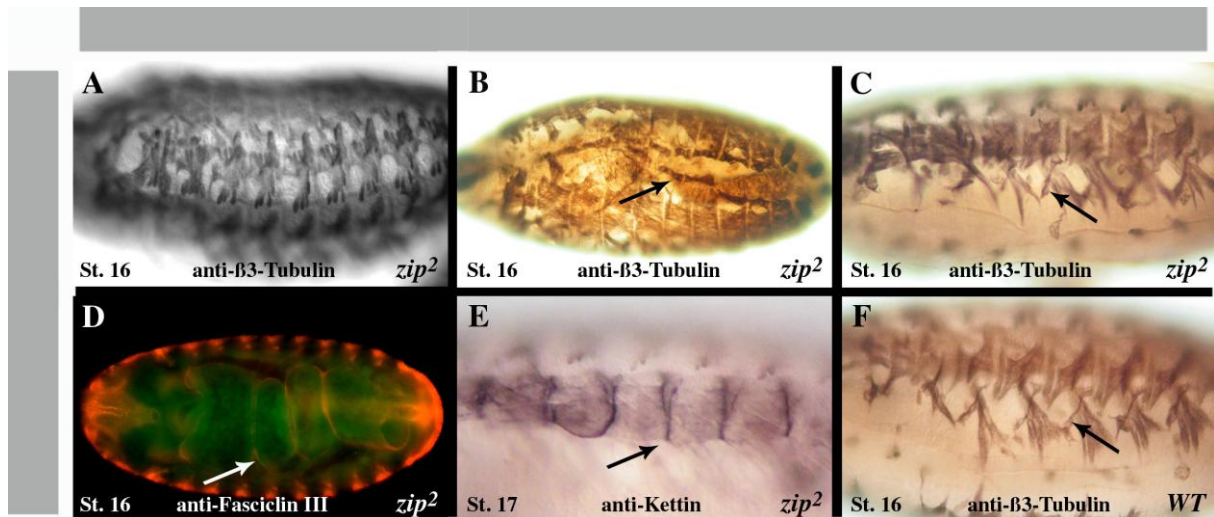 A
St. 16 anti-ß3-Tubulin zip²
B
St. 16 anti-ß3-Tubulin zip²
C
St. 16 anti-ß3-Tubulin zip²
D
St. 16 anti-Fasciclin III zip²
E
St. 17 anti-Kettin zip²
F
St. 16 anti-ß3-Tubulin WT